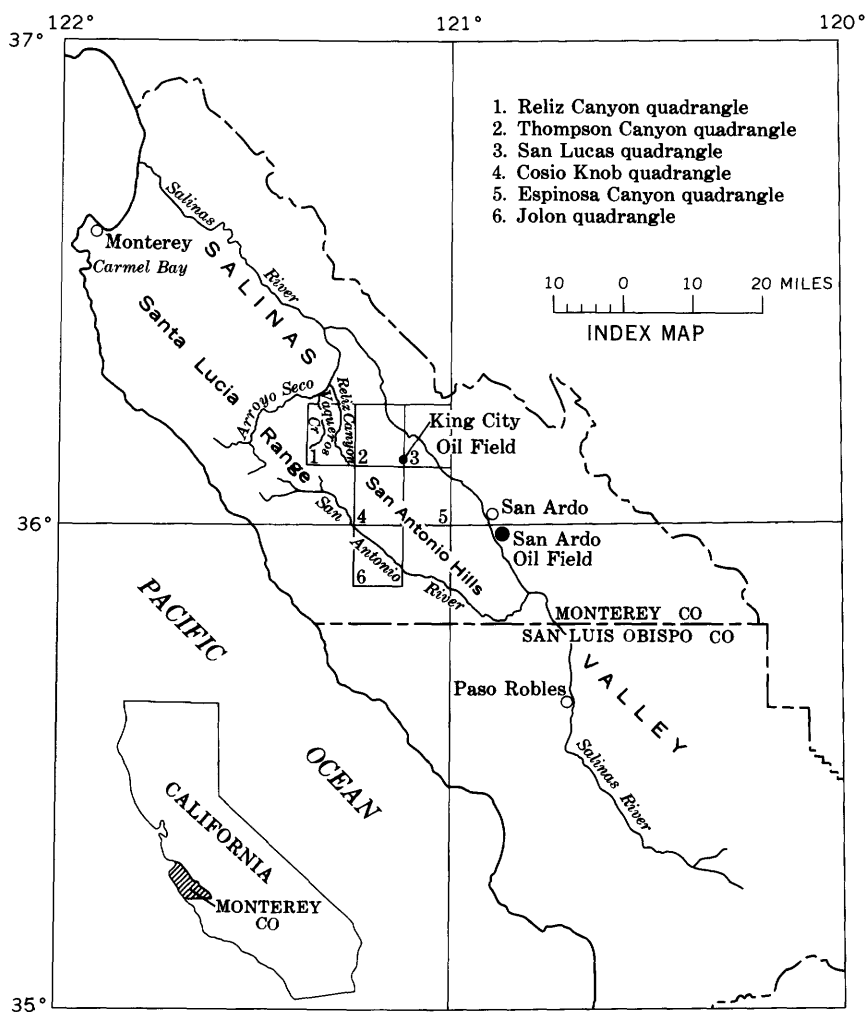 122°
121°
120°
37°
1. Reliz Canyon quadrangle
2. Thompson Canyon quadrangle
3. San Lucas quadrangle
4. Cosio Knob quadrangle
5. Espinosa Canyon quadrangle
6. Jolon quadrangle
10 0 10 20 MILES
INDEX MAP
Salinas River
Monterey
Carmel Bay
SALINAS
Santa Lucia Range
Arroyo Seco
Reliz Canyon
Vaqueros Cr
King City
Oil Field
1
2
3
San Antonio Hills
San Antonio River
4
5
6
36°
San Ardo
San Ardo
Oil Field
MONTEREY CO
SAN LUIS OBISPO CO
PACIFIC
OCEAN
Paso Robles
VALLEY
Salinas River
CALIFORNIA
MONTEREY
CO
35°